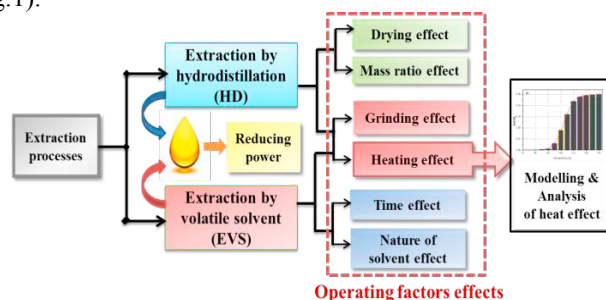 g.1).
Extraction
processes
Extraction by
hydrodistillation
(HD)
Reducing
power
Extraction by
volatile solvent
(EVS)
Drying effect
Mass ratio effect
Grinding effect
Heating effect
Time effect
Nature of
solvent effect
Operating factors effects
Modelling &
Analysis
of heat effect